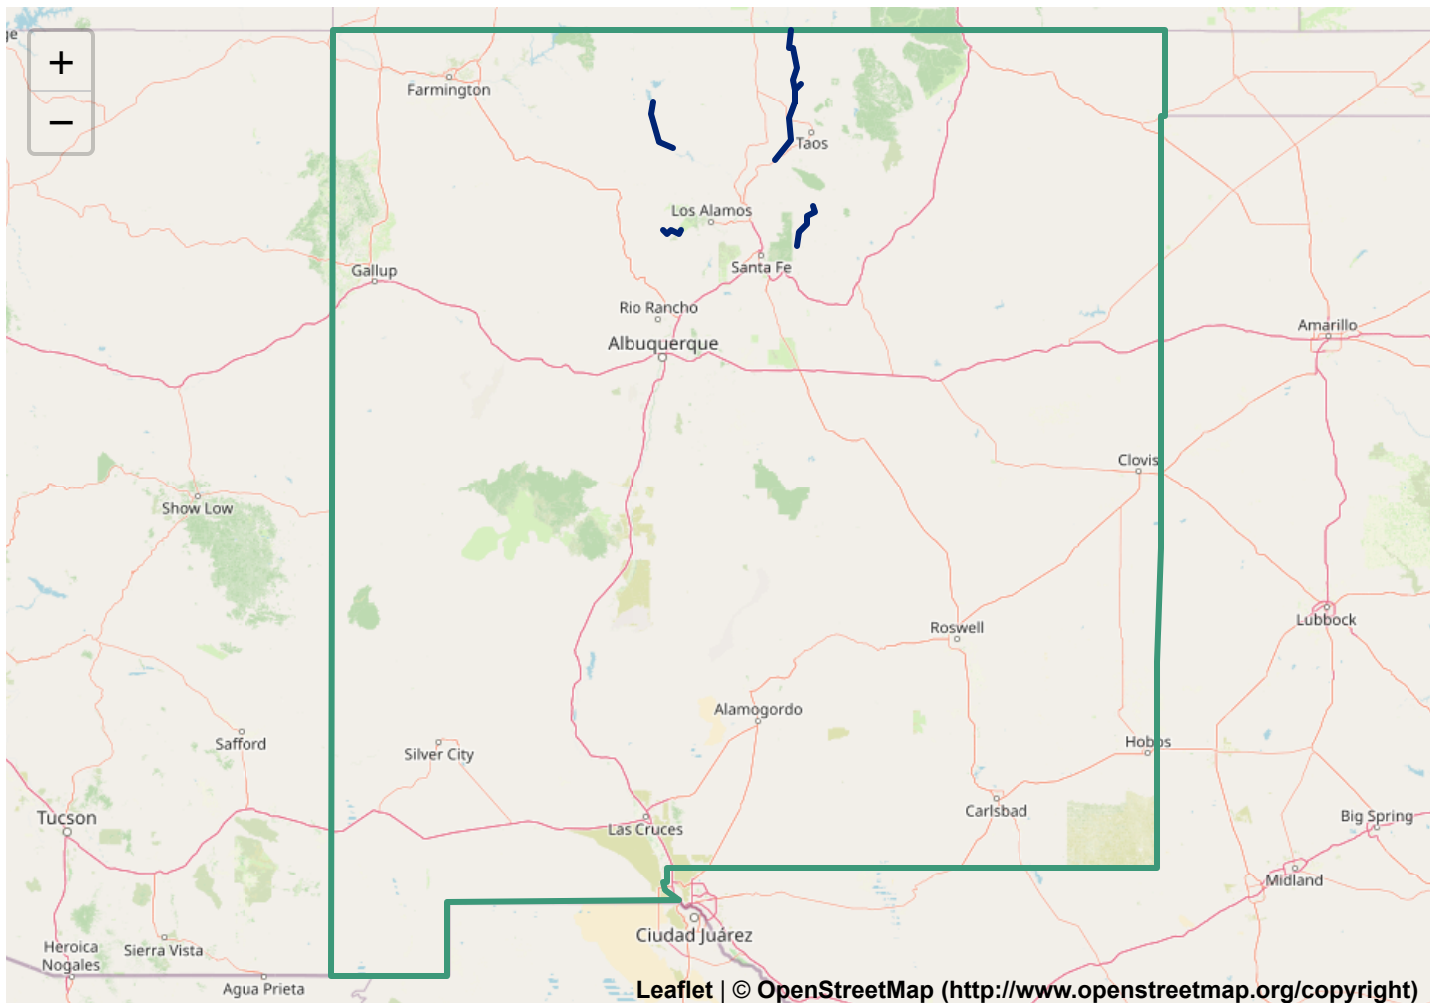 ge
+
−
Farmington
Taos
Los Alamos
Santa Fe
Gallup
Rio Rancho
Albuquerque
Amarillo
Clovis
Show Low
Lubbock
Roswell
Alamogordo
Safford
Silver City
Hobbs
Carlsbad
Tucson
Las Cruces
Big Spring
Midland
Ciudad Juárez
Heroica
Nogales
Sierra Vista
Agua Prieta
Leaflet | © OpenStreetMap (http://www.openstreetmap.org/copyright)